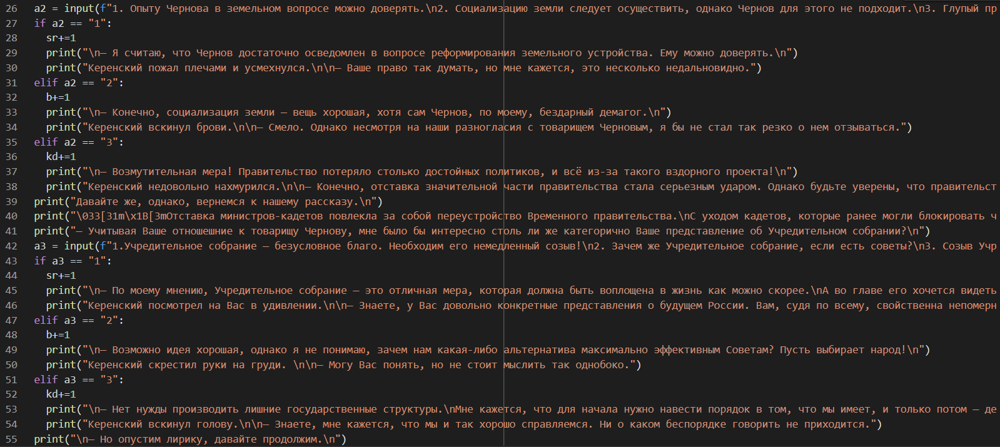 26 a2 = input(f"1. Опыту Чернова в земельном вопросе можно доверять.\n2. Социализацию земли следует осуществить, однако Чернов для этого не подходит.\n3. Глупый пр
27 if a2 == "1":
28 sr+=1
29 print("\n— Я считаю, что Чернов достаточно осведомлен в вопросе реформирования земельного устройства. Ему можно доверять.\n")
30 print("Керенский пожал плечами и усмехнулся.\n\n— Ваше право так думать, но мне кажется, это несколько недальновидно.")
31 elif a2 == "2":
32 b+=1
33 print("\n— Конечно, социализация земли — вещь хорошая, хотя сам Чернов, по моему, бездарный демагог.\n")
34 print("Керенский вскинул брови.\n\n— Смело. Однако несмотря на наши разногласия с товарищем Черновым, я бы не стал так резко о нем отзываться.")
35 elif a2 == "3":
36 kd+=1
37 print("\n— Возмутительная мера! Правительство потеряло столько достойных политиков, и всё из-за такого вздорного проекта!\n")
38 print("Керенский недовольно нахмурился.\n\n— Конечно, отставка значительной части правительства стала серьезным ударом. Однако будьте уверены, что правительст
39 print("Давайте же, однако, вернемся к нашему рассказу.\n")
40 print("\033[31m\x1B[3mОтставка министров-кадетов повлекла за собой переустройство Временного правительства.\nС уходом кадетов, которые ранее могли блокировать ч
41 print("— Учитывая Ваше отношешние к товарищу Чернову, мне было бы интересно столь ли же категорично Ваше представление об Учредительном собрании?\n")
42 a3 = input(f"1.Учредительное собрание — безусловное благо. Необходим его немедленный созыв!\n2. Зачем же Учредительное собрание, если есть советы?\n3. Созыв Учр
43 if a3 == "1":
44 sr+=1
45 print("\n— По моему мнению, Учредительное собрание — это отличная мера, которая должна быть воплощена в жизнь как можно скорее.\nА во главе его хочется видеть
46 print("Керенский посмотрел на Вас в удивлении.\n\n— Знаете, у Вас довольно конкретные представления о будущем России. Вам, судя по всему, свойственна непомерн
47 elif a3 == "2":
48 b+=1
49 print("\n— Возможно идея хорошая, однако я не понимаю, зачем нам какая-либо альтернатива максимально эффективным Советам? Пусть выбирает народ!\n")
50 print("Керенский скрестил руки на груди. \n\n— Могу Вас понять, но не стоит мыслить так однобоко.")
51 elif a3 == "3":
52 kd+=1
53 print("\n— Нет нужды производить лишние государственные структуры.\nМне кажется, что для начала нужно навести порядок в том, что мы имеет, и только потом — де
54 print("Керенский вскинул голову.\n\n— Знаете, мне кажется, что мы и так хорошо справляемся. Ни о каком беспорядке говорить не приходится.")
55 print("\n— Но опустим лирику, давайте продолжим.\n")